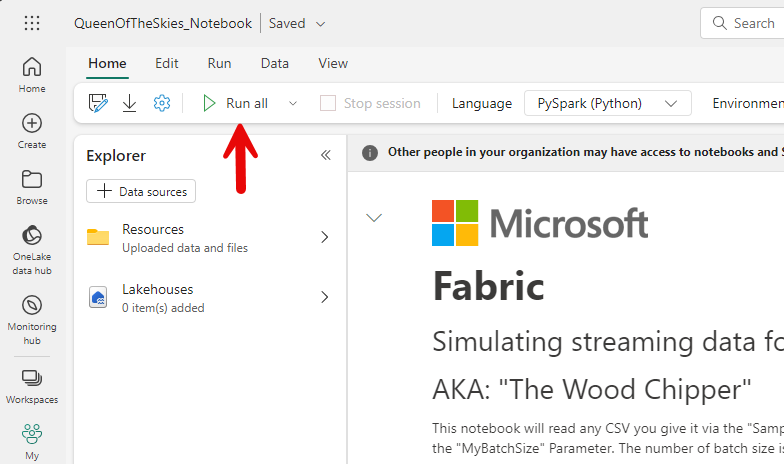 QueenOfTheSkies_Notebook
Saved
Search
Home Edit Run Data View
Run all
Stop session
Language
PySpark (Python)
Environmen
Home
Create
Browse
OneLake
data hub
Monitoring
hub
Workspaces
My
Explorer
Data sources
Resources
Uploaded data and files
Lakehouses
0 item(s) added
Other people in your organization may have access to notebooks and S
Microsoft
Fabric
Simulating streaming data fo
AKA: "The Wood Chipper"
This notebook will read any CSV you give it via the "Samp
the "MyBatchSize" Parameter. The number of batch size is